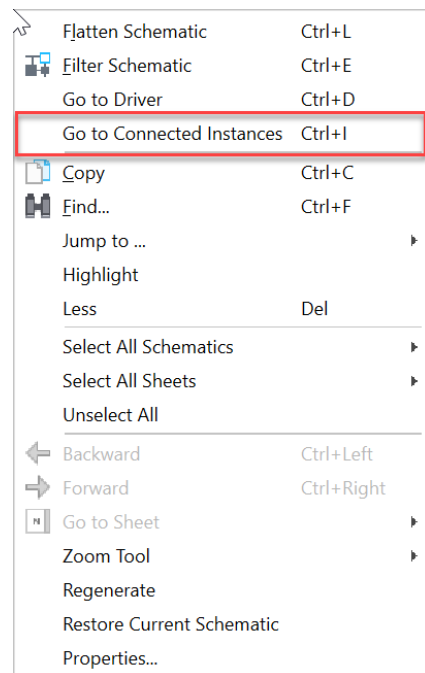 Flatten Schematic Ctrl+L
Filter Schematic Ctrl+E
Go to Driver Ctrl+D
Go to Connected Instances Ctrl+I
Copy Ctrl+C
Find... Ctrl+F
Jump to ...
Highlight
Less Del
Select All Schematics
Select All Sheets
Unselect All
Backward Ctrl+Left
Forward Ctrl+Right
N Go to Sheet
Zoom Tool
Regenerate
Restore Current Schematic
Properties...